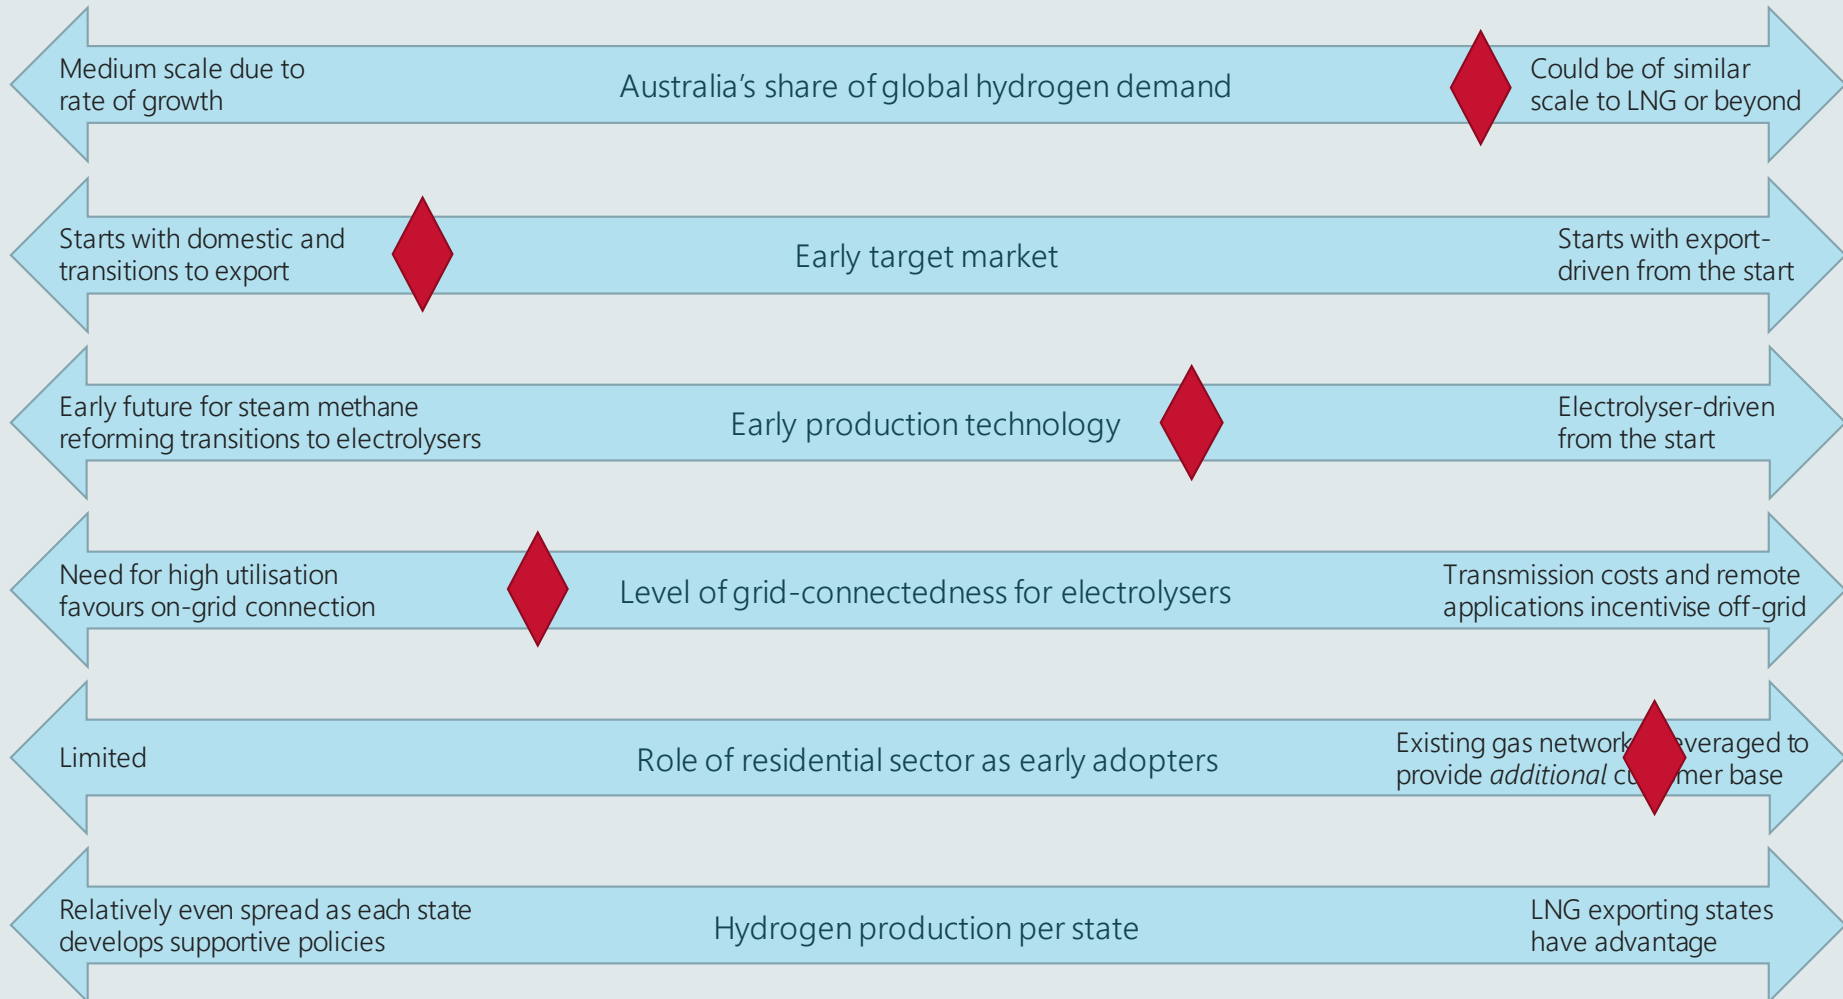 Medium scale due to
rate of growth
Australia's share of global hydrogen demand
Could be of similar
scale to LNG or beyond
Starts with domestic and
transitions to export
Early target market
Starts with export-
driven from the start
Early future for steam methane
reforming transitions to electrolysers
Early production technology
Electrolyser-driven
from the start
Need for high utilisation
favours on-grid connection
Level of grid-connectedness for electrolysers
Transmission costs and remote
applications incentivise off-grid
Limited
Role of residential sector as early adopters
Existing gas to
provide additional base
Relatively even spread as each state
develops supportive policies
Hydrogen production per state
LNG exporting states
have advantage